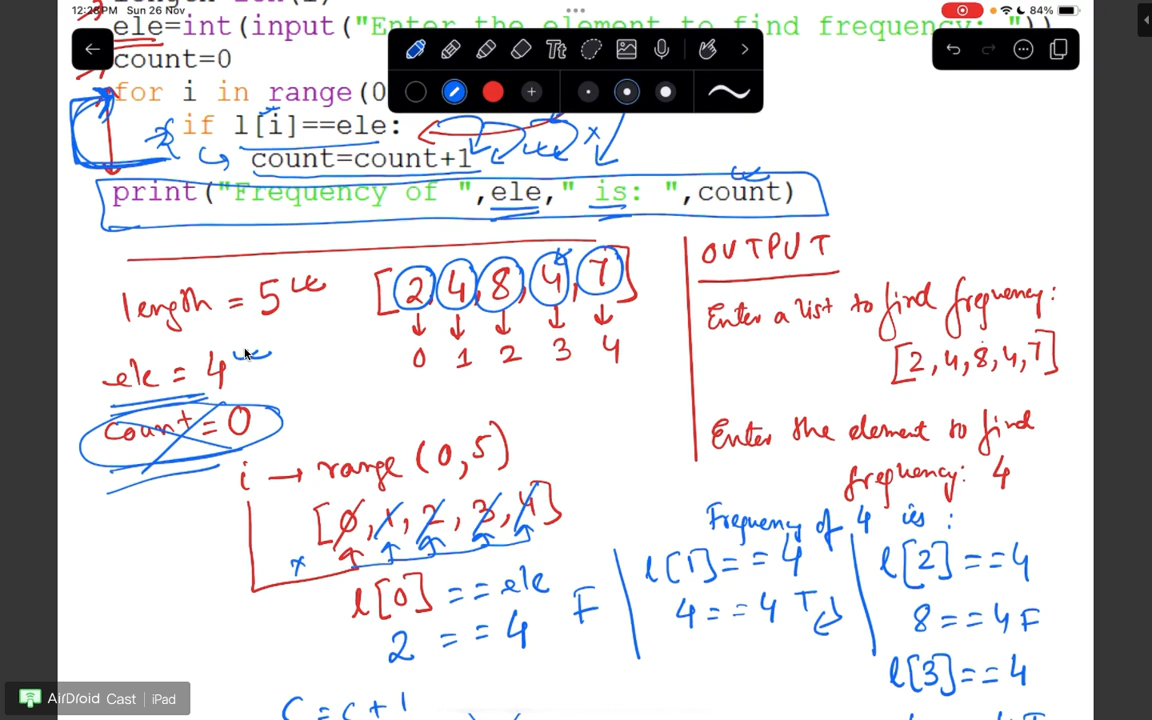 12:28 PM Sun 26 Nov
84%
ele=int(input("Enter the element to find frequency: "))
count=0
for i in range(0
if l[i]==ele:
count=count+1
print("Frequency of ",ele," is: ",count)
length = 5
[2,4,8,4,7]
0 1 2 3 4
ele = 4
count = 0
i → range (0,5)
[0,1,2,3,4]
x
l[0] == ele
2 == 4 F
c = c + 1
OUTPUT
Enter a list to find frequency:
[2,4,8,4,7]
Enter the element to find
frequency: 4
Frequency of 4 is :
l[1] == 4
4 == 4 T
l[2] == 4
8 == 4 F
l[3] == 4
AirDroid Cast | iPad